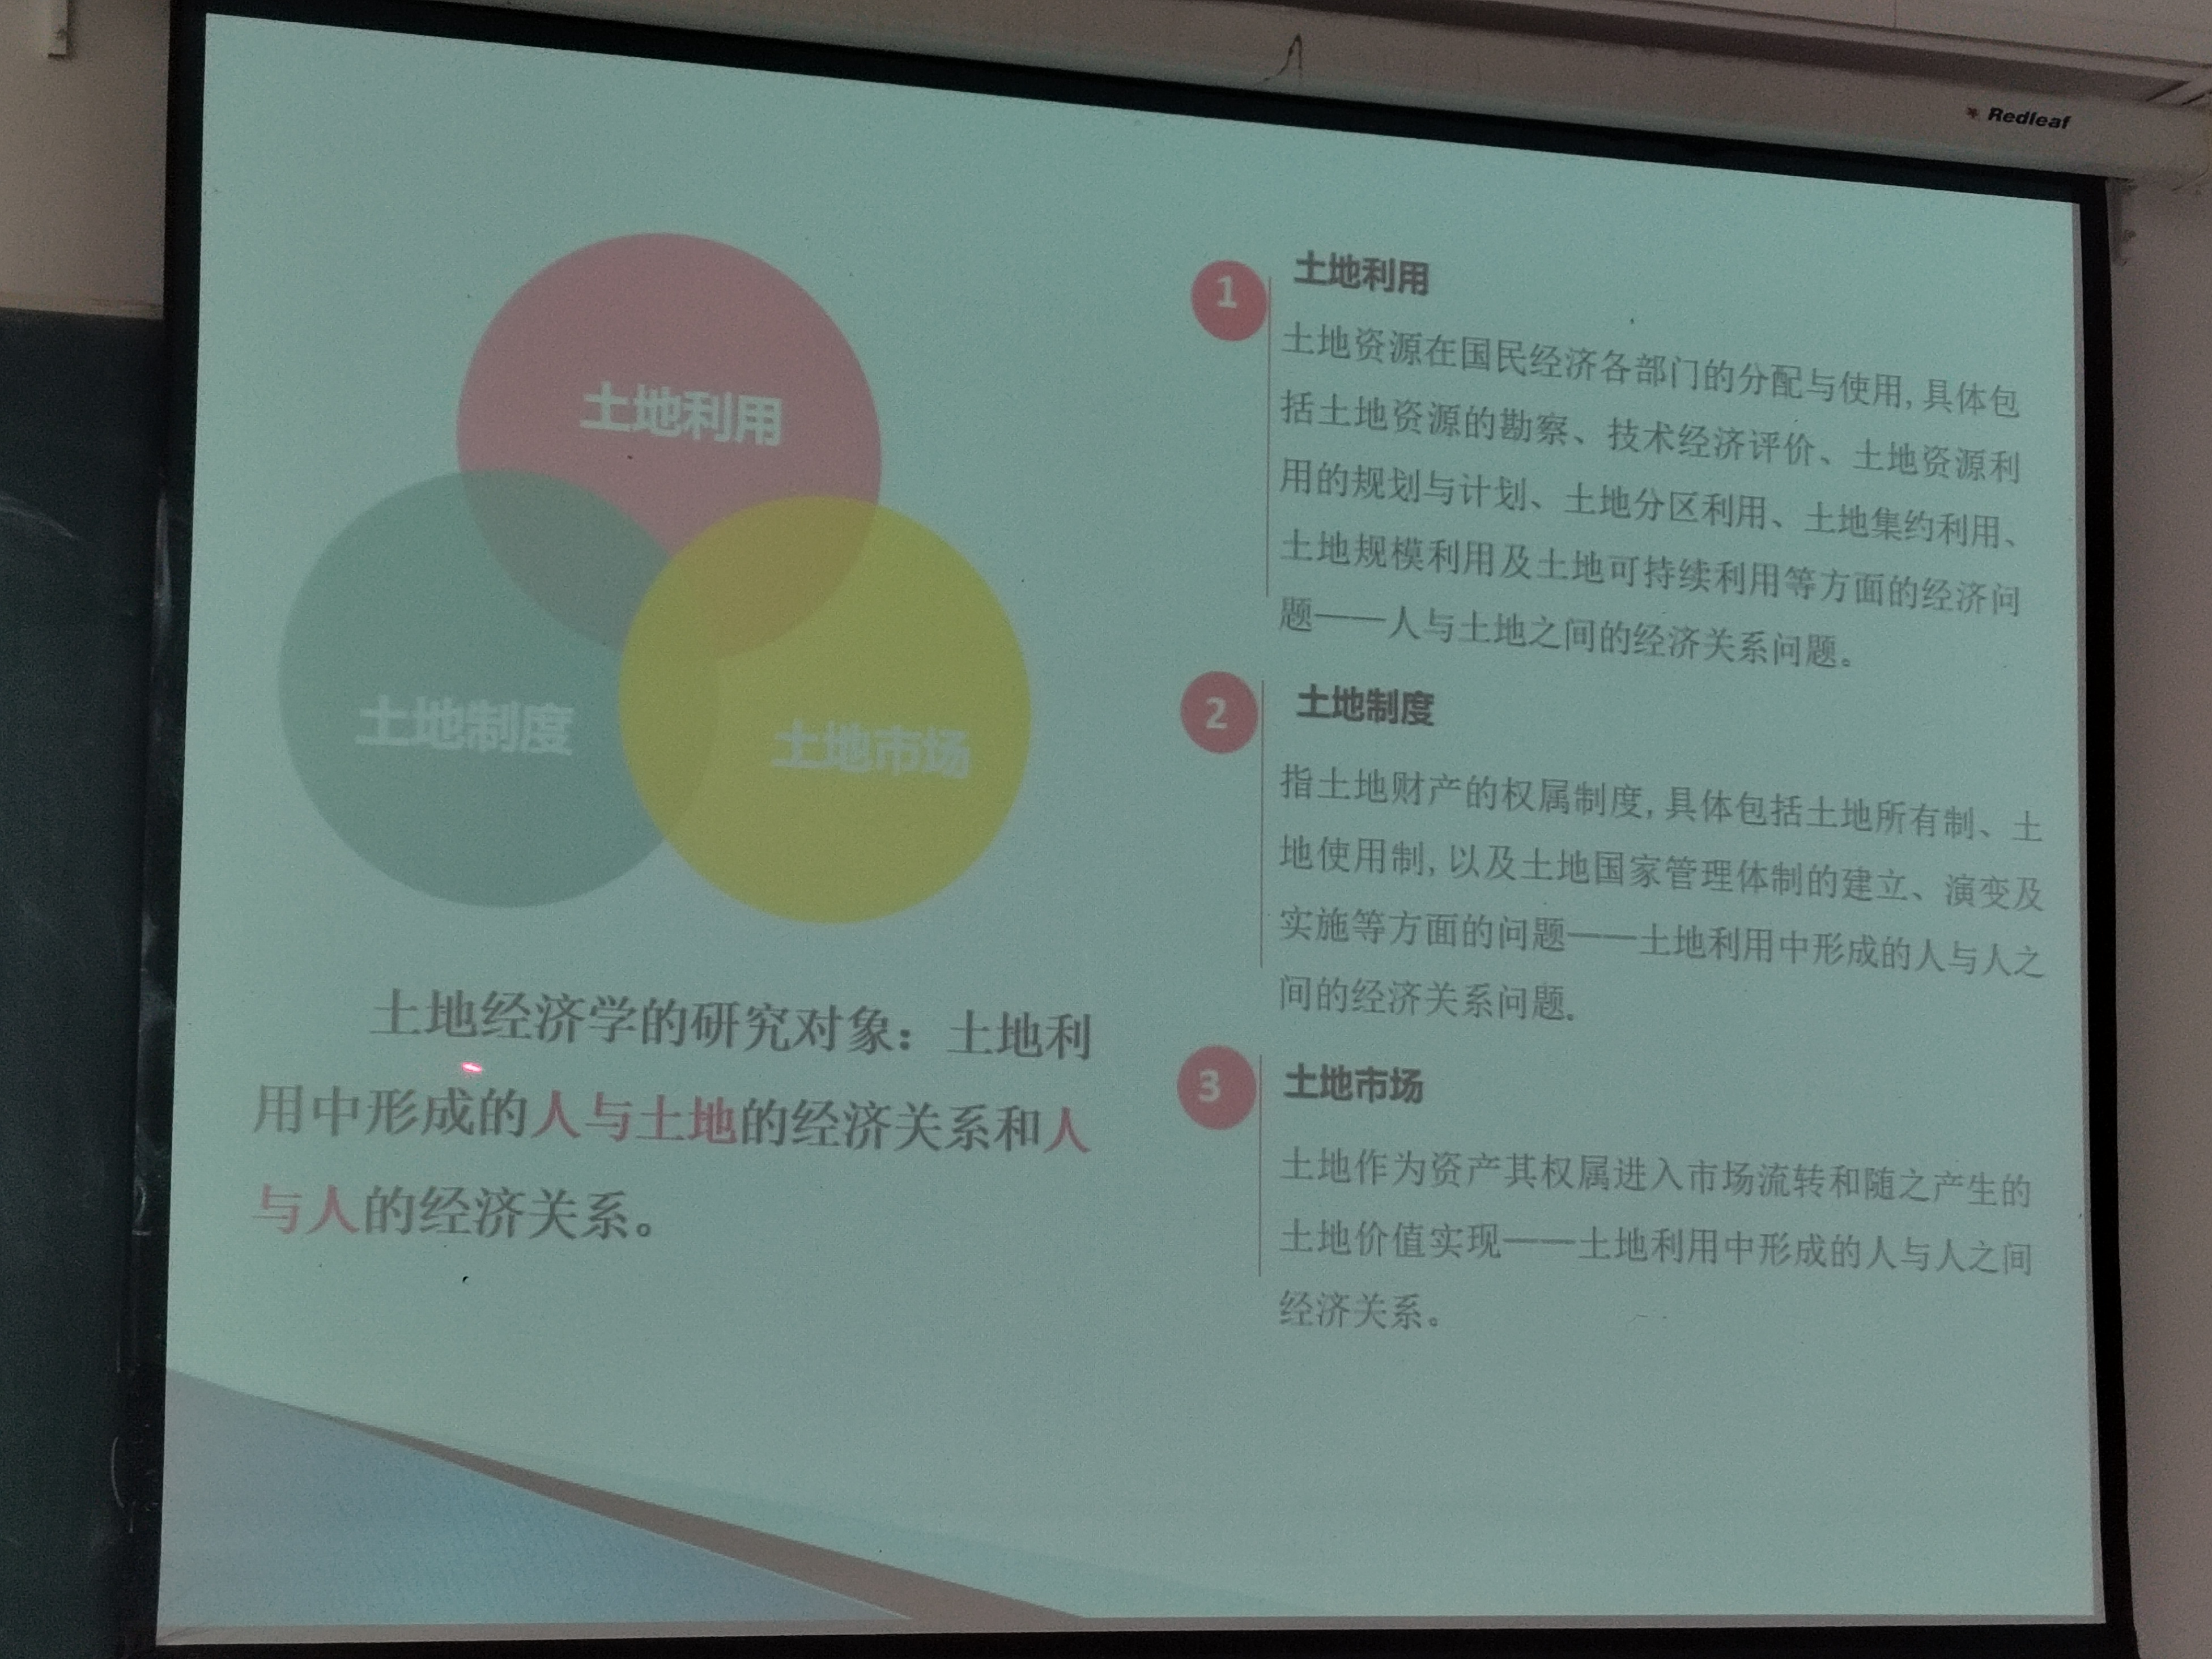 Redleaf
土地利用
土地制度
土地市场
土地经济学的研究对象：土地利
用中形成的人与土地的经济关系和人
与人的经济关系。
1
土地利用
土地资源在国民经济各部门的分配与使用,具体包
括土地资源的勘察、技术经济评价、土地资源利
用的规划与计划、土地分区利用、土地集约利用、
土地规模利用及土地可持续利用等方面的经济问
题——人与土地之间的经济关系问题。
2
土地制度
指土地财产的权属制度,具体包括土地所有制、土
地使用制,以及土地国家管理体制的建立、演变及
实施等方面的问题——土地利用中形成的人与人之
间的经济关系问题.
3
土地市场
土地作为资产其权属进入市场流转和随之产生的
土地价值实现——土地利用中形成的人与人之间
经济关系。